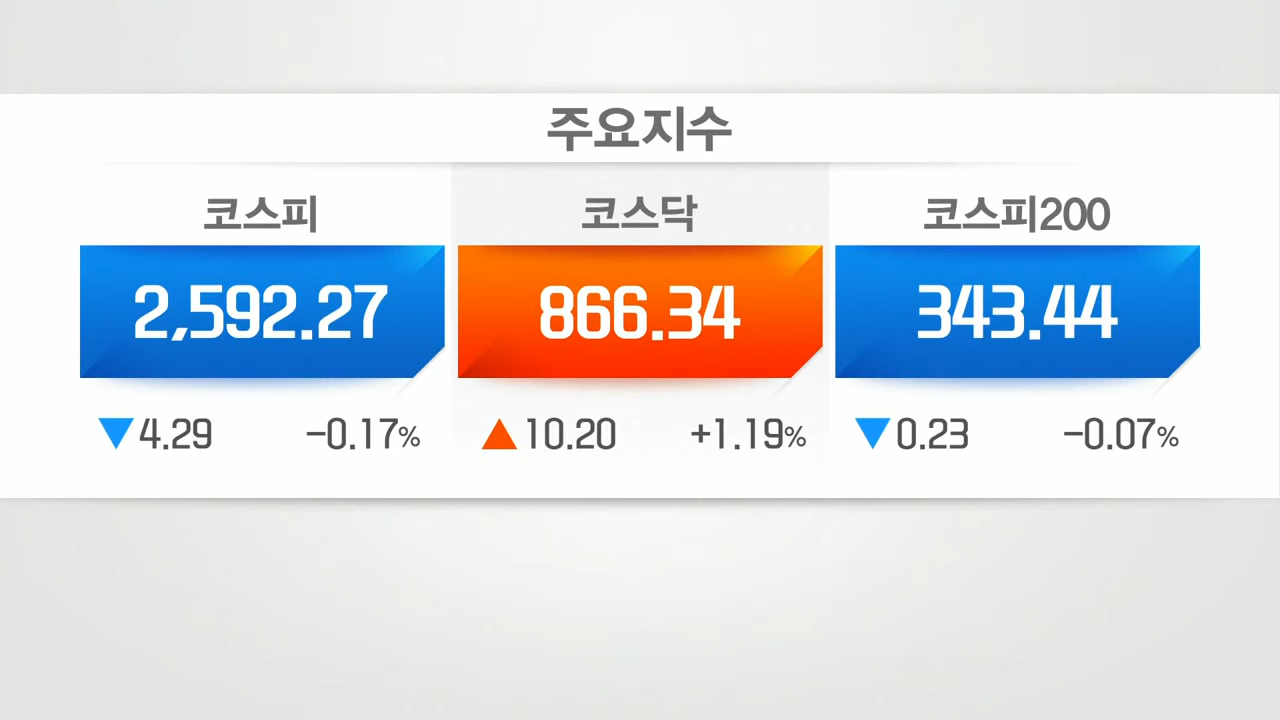 주요지수
코스피 코스닥 코스피200
2,592.27 866.34 343.44
▼4.29 -0.17% ▲10.20 +1.19% ▼0.23 -0.07%